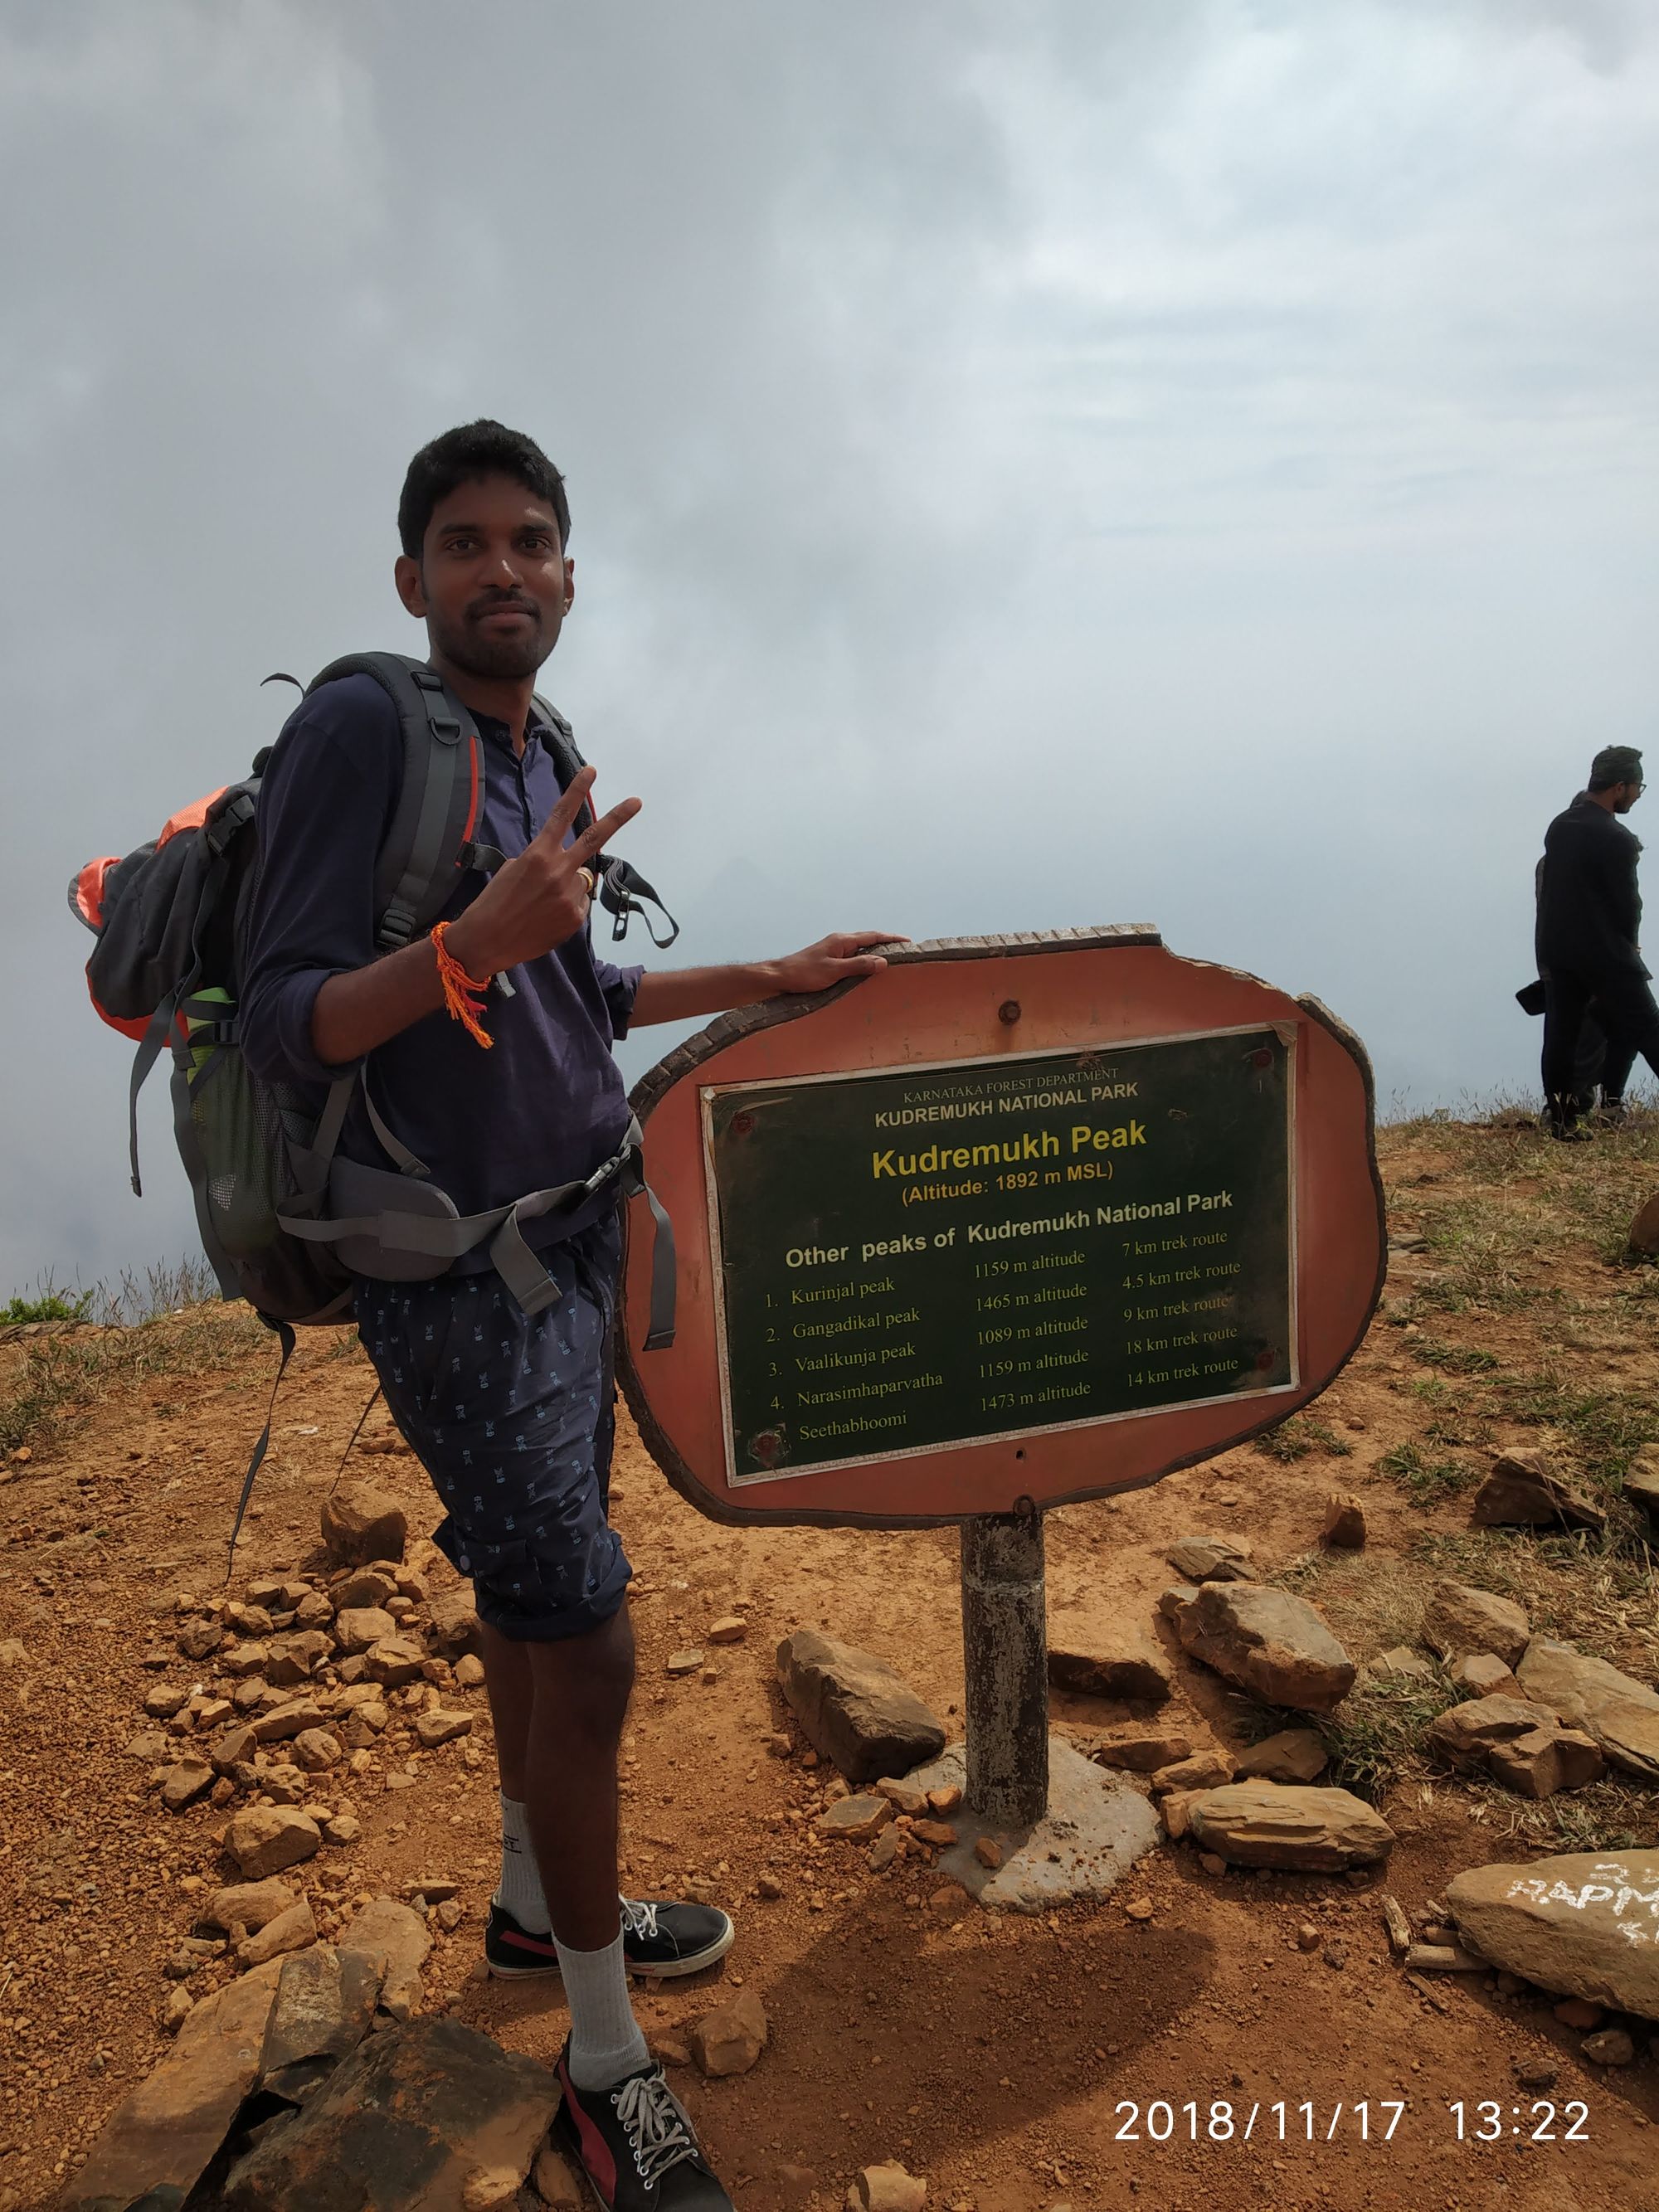 KARNATAKA FOREST DEPARTMENT
KUDREMUKH NATIONAL PARK
Kudremukh Peak
(Altitude: 1892 m MSL)
Other peaks of Kudremukh National Park
1. Kurinjal peak 1159 m altitude 7 km trek route
2. Gangadikal peak 1465 m altitude 4.5 km trek route
3. Vaalikunja peak 1089 m altitude 9 km trek route
4. Narasimhaparvatha 1159 m altitude 18 km trek route
Seethabhoomi 1473 m altitude 14 km trek route
2018/11/17 13:22